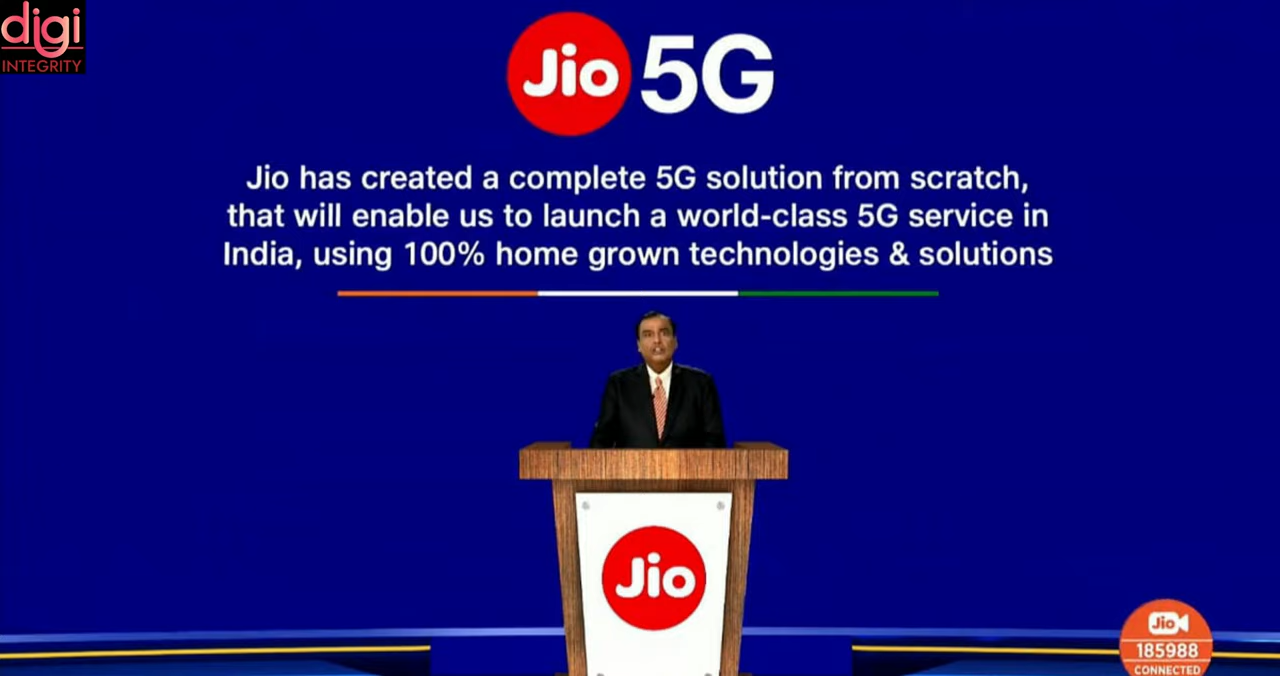 digi
INTEGRITY
Jio 5G
Jio has created a complete 5G solution from scratch,
that will enable us to launch a world-class 5G service in
India, using 100% home grown technologies & solutions
Jio
Jio
185988
CONNECTED